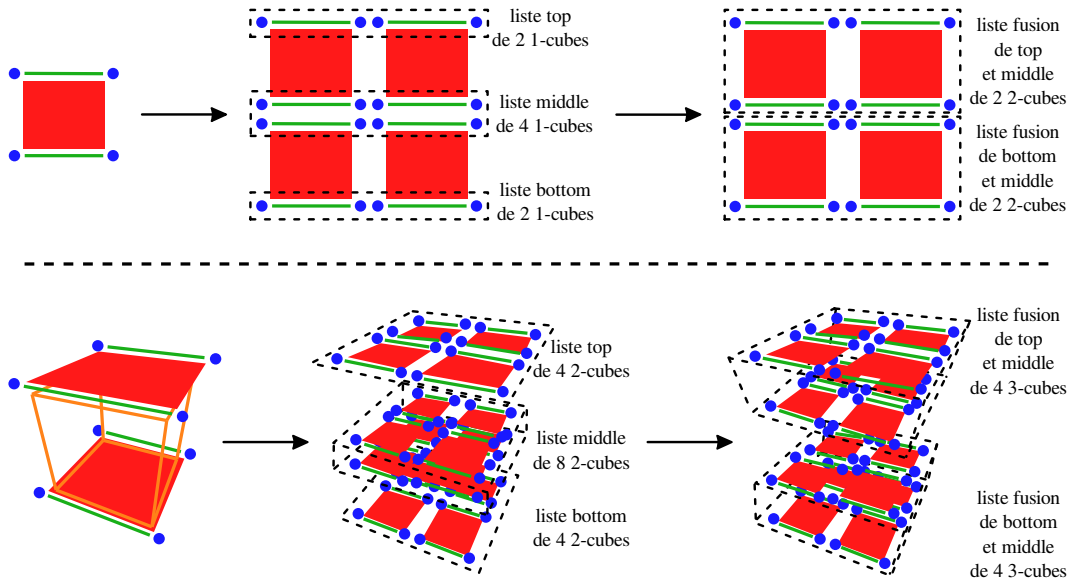 liste top
de 2 1-cubes
liste middle
de 4 1-cubes
liste bottom
de 2 1-cubes
liste fusion
de top
et middle
de 2 2-cubes
liste fusion
de bottom
et middle
de 2 2-cubes
liste top
de 4 2-cubes
liste middle
de 8 2-cubes
liste bottom
de 4 2-cubes
liste fusion
de top
et middle
de 4 3-cubes
liste fusion
de bottom
et middle
de 4 3-cubes